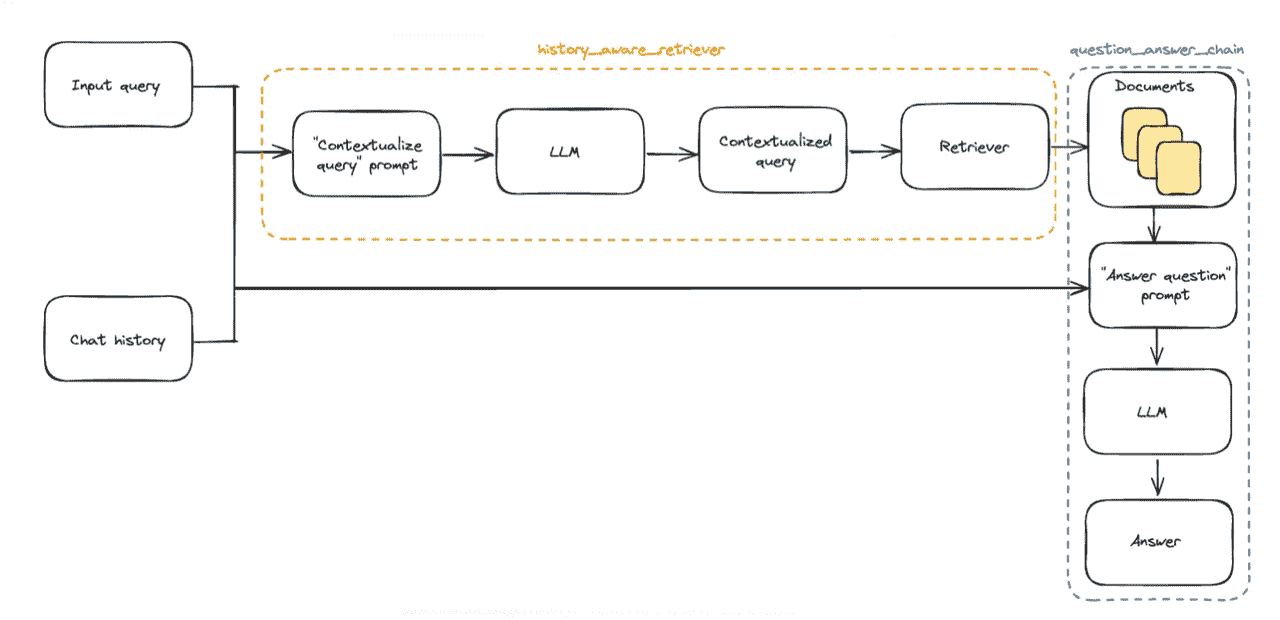 history_aware_retriever
question_answer_chain
Input query
"Contextualize
query" prompt
LLM
Contextualized
query
Retriever
Documents
"Answer question"
prompt
Chat history
LLM
Answer